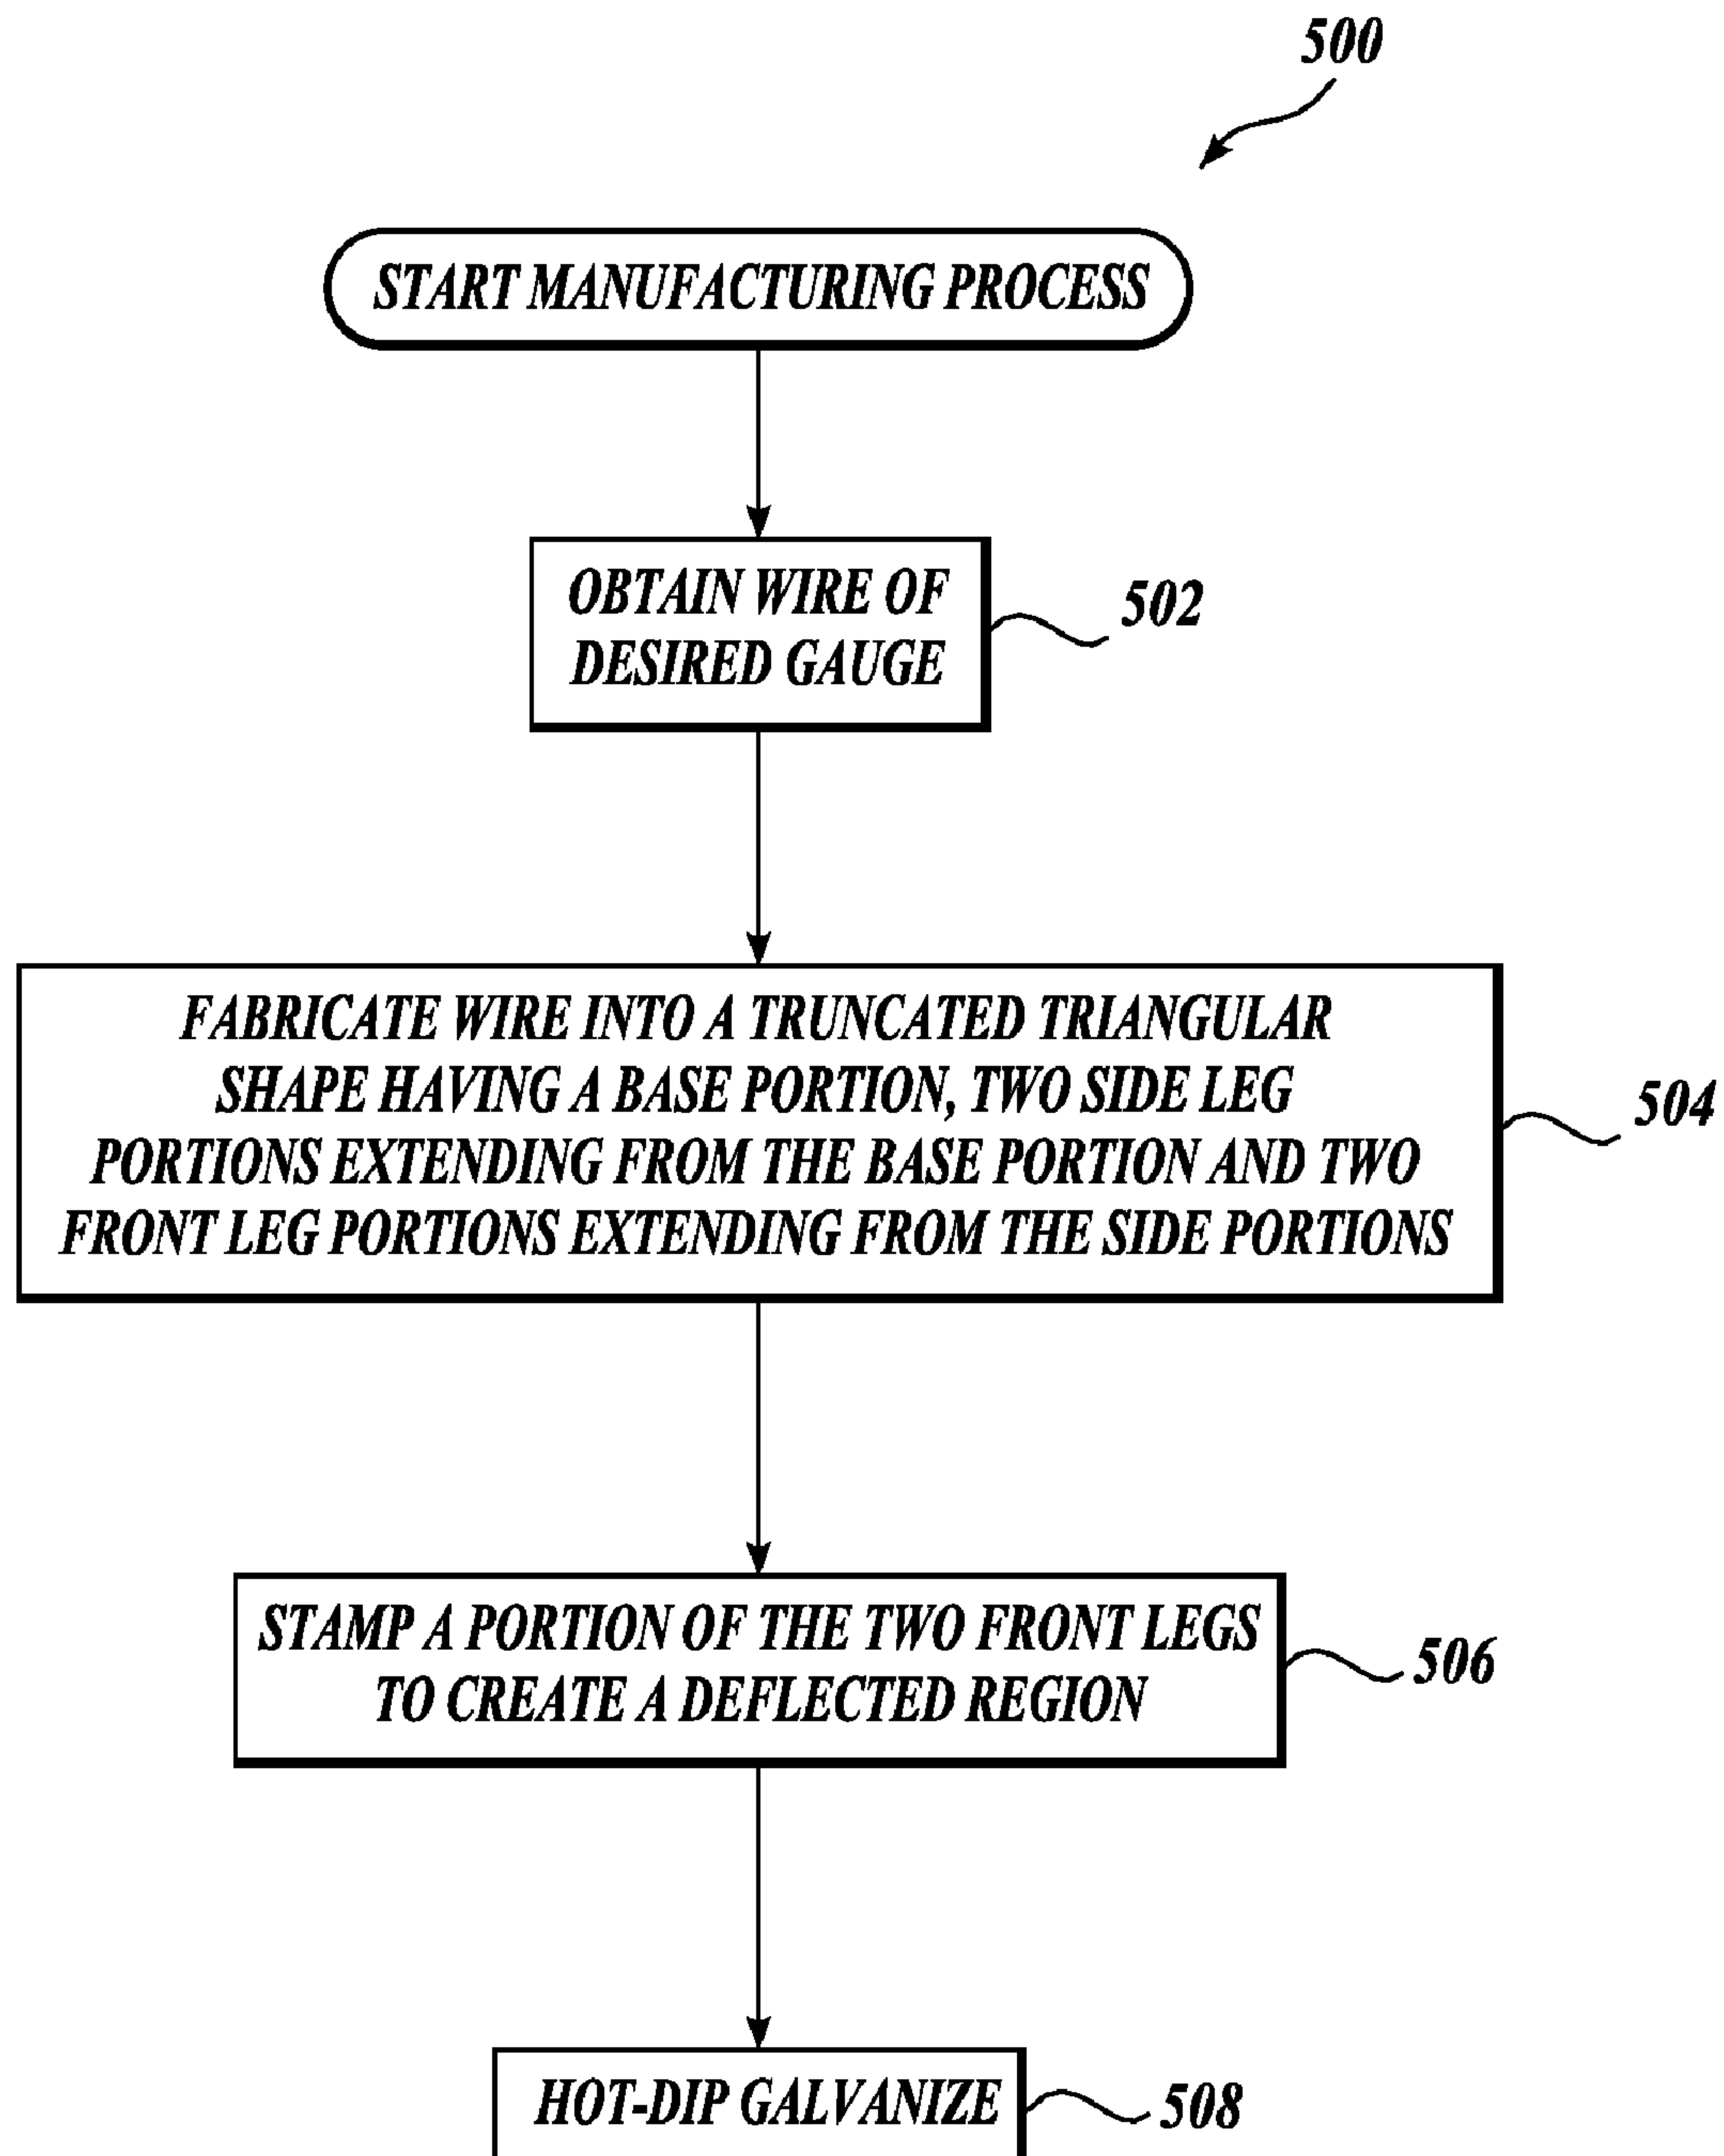 500
START MANUFACTURING PROCESS
OBTAIN WIRE OF
DESIRED GAUGE
502
FABRICATE WIRE INTO A TRUNCATED TRIANGULAR
SHAPE HAVING A BASE PORTION, TWO SIDE LEG
PORTIONS EXTENDING FROM THE BASE PORTION AND TWO
FRONT LEG PORTIONS EXTENDING FROM THE SIDE PORTIONS
504
STAMP A PORTION OF THE TWO FRONT LEGS
TO CREATE A DEFLECTED REGION
506
HOT-DIP GALVANIZE
508